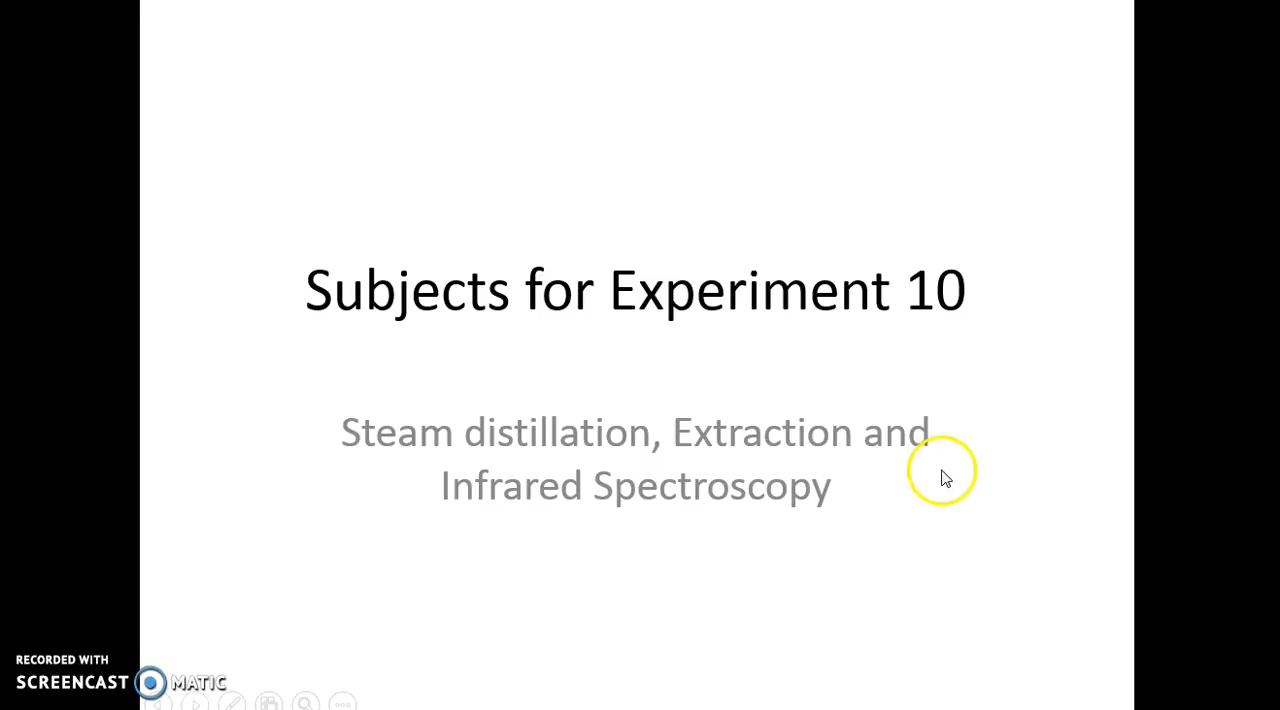 Subjects for Experiment 10
Steam distillation, Extraction and
Infrared Spectroscopy
RECORDED WITH
SCREENCAST MATIC